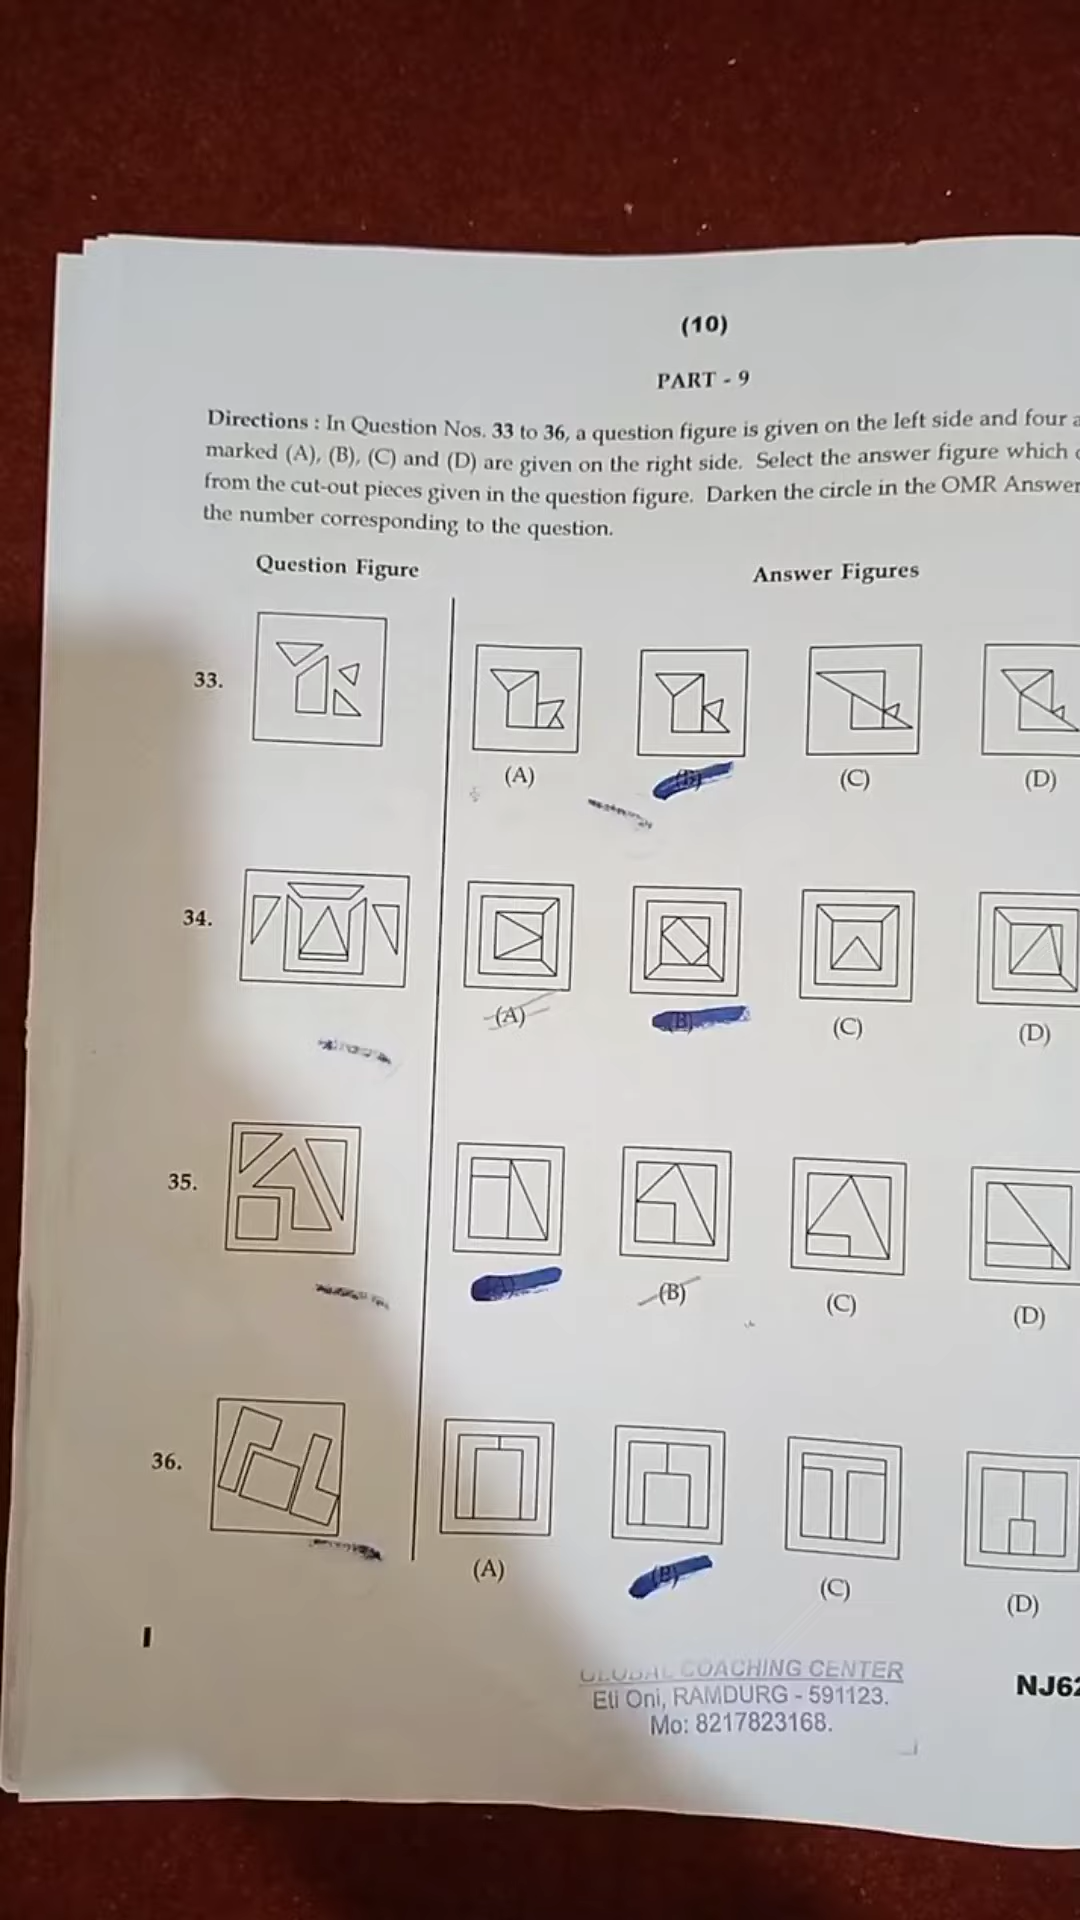 (10)
PART - 9
Directions : In Question Nos. 33 to 36, a question figure is given on the left side and four
marked (A), (B), (C) and (D) are given on the right side. Select the answer figure which
from the cut-out pieces given in the question figure. Darken the circle in the OMR Answer
the number corresponding to the question.
Question Figure Answer Figures
33.
(A) (B) (C) (D)
34.
(A) (B) (C) (D)
35.
(B) (C) (D)
36.
(A) (B) (C) (D)
COACHING CENTER
Eti Oni, RAMDURG - 591123.
Mo: 8217823168.
NJ62